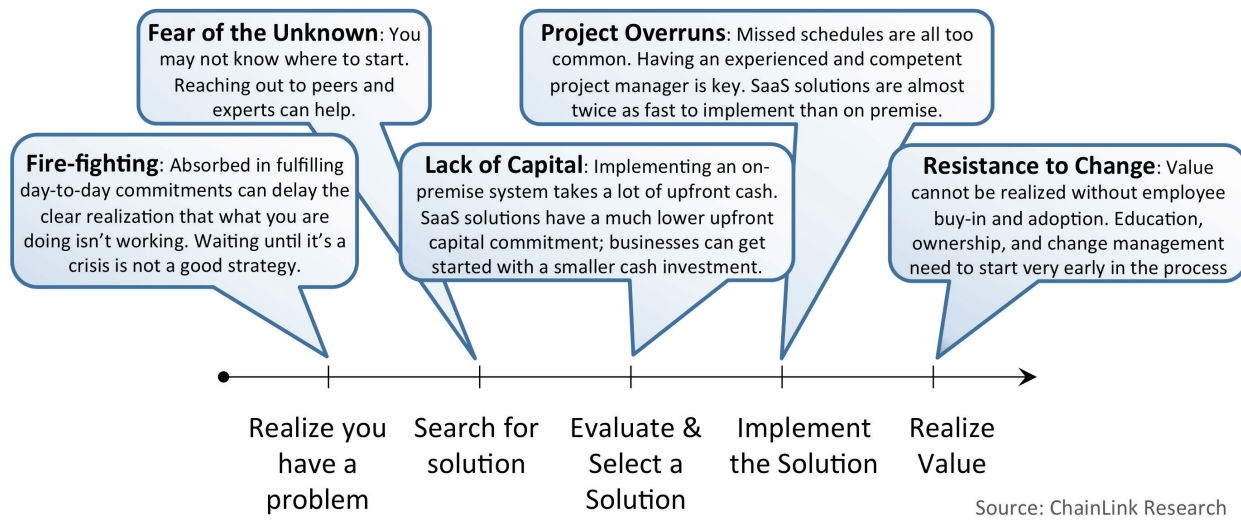 Fear of the Unknown: You
may not know where to start.
Reaching out to peers and
experts can help.
Project Overruns: Missed schedules are all too
common. Having an experienced and competent
project manager is key. SaaS solutions are almost
twice as fast to implement than on premise.
Fire-fighting: Absorbed in fulfilling
day-to-day commitments can delay the
clear realization that what you are
doing isn't working. Waiting until it's a
crisis is not a good strategy.
Lack of Capital: Implementing an on-
premise system takes a lot of upfront cash.
SaaS solutions have a much lower upfront
capital commitment; businesses can get
started with a smaller cash investment.
Resistance to Change: Value
cannot be realized without employee
buy-in and adoption. Education,
ownership, and change management
need to start very early in the process
Realize you
have a
problem
Search for
solution
Evaluate &
Select a
Solution
Implement
the Solution
Realize
Value
Source: ChainLink Research